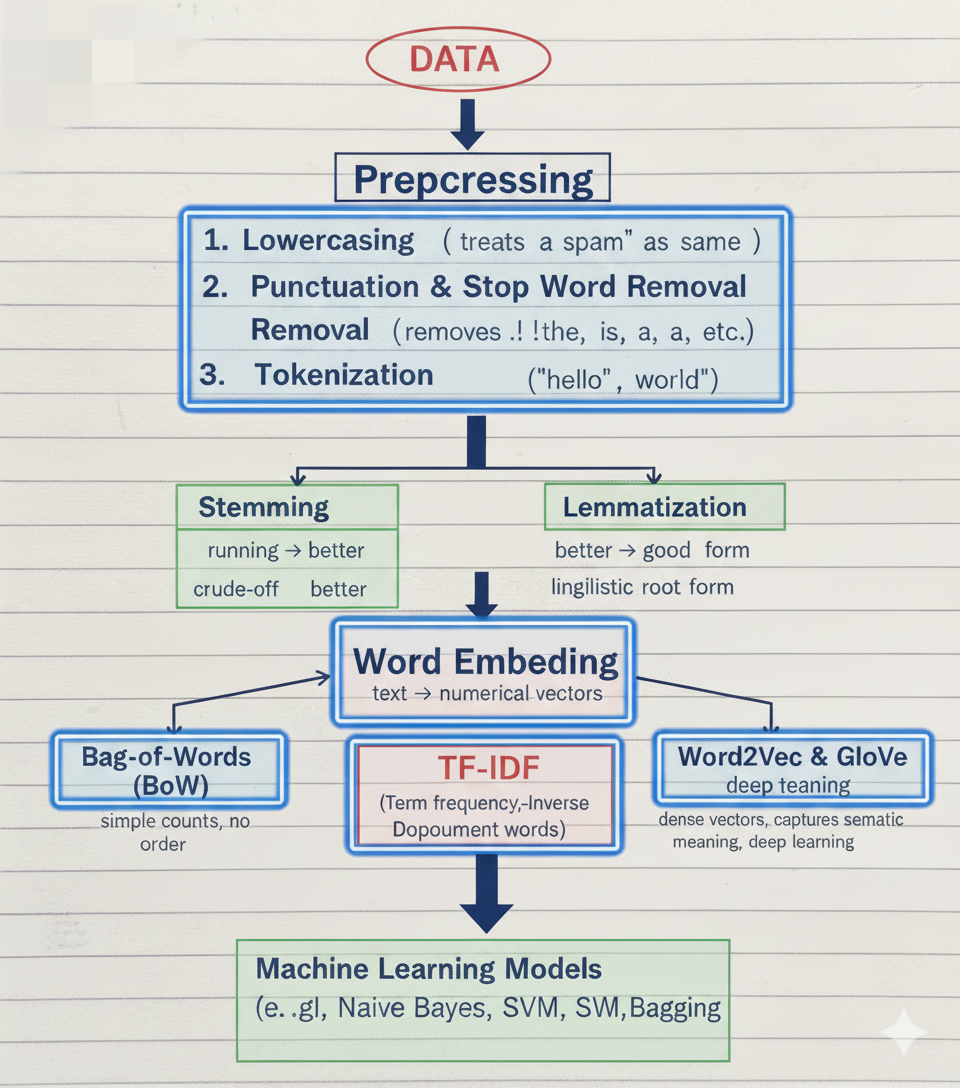 DATA
Prepcressing
1. Lowercasing ( treats a spam" as same )
2. Punctuation & Stop Word Removal
Removal (removes .! !the, is, a, a, etc.)
3. Tokenization ("hello", world")
Stemming
running → better
crude-off better
Lemmatization
better → good form
lingilistic root form
Word Embeding
text → numerical vectors
Bag-of-Words
(BoW)
simple counts, no
order
TF-IDF
(Term frequency,-Inverse
Dopoument words)
Word2Vec & GloVe
deep teaning
dense vectors, captures sematic
meaning, deep learning
Machine Learning Models
(e. .gl, Naive Bayes, SVM, SW, Bagging